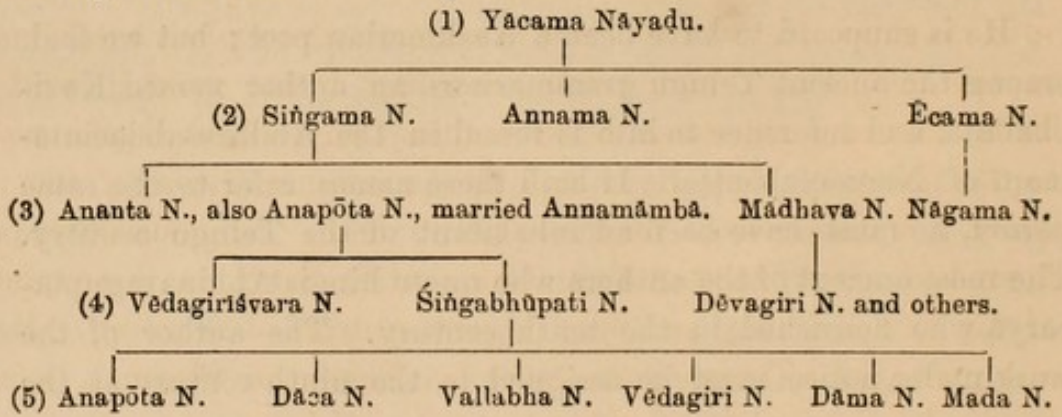 (1) Yācama Nāyadu.
(2) Siṅgama N. Annama N. Ēcama N.
(3) Ananta N., also Anapōta N., married Annamāmbā. Mādhava N. Nāgama N.
(4) Vēdagirīśvara N. Śiṅgabhūpati N. Dēvagiri N. and others.
(5) Anapōta N. Dāca N. Vallabha N. Vēdagiri N. Dāma N. Mada N.